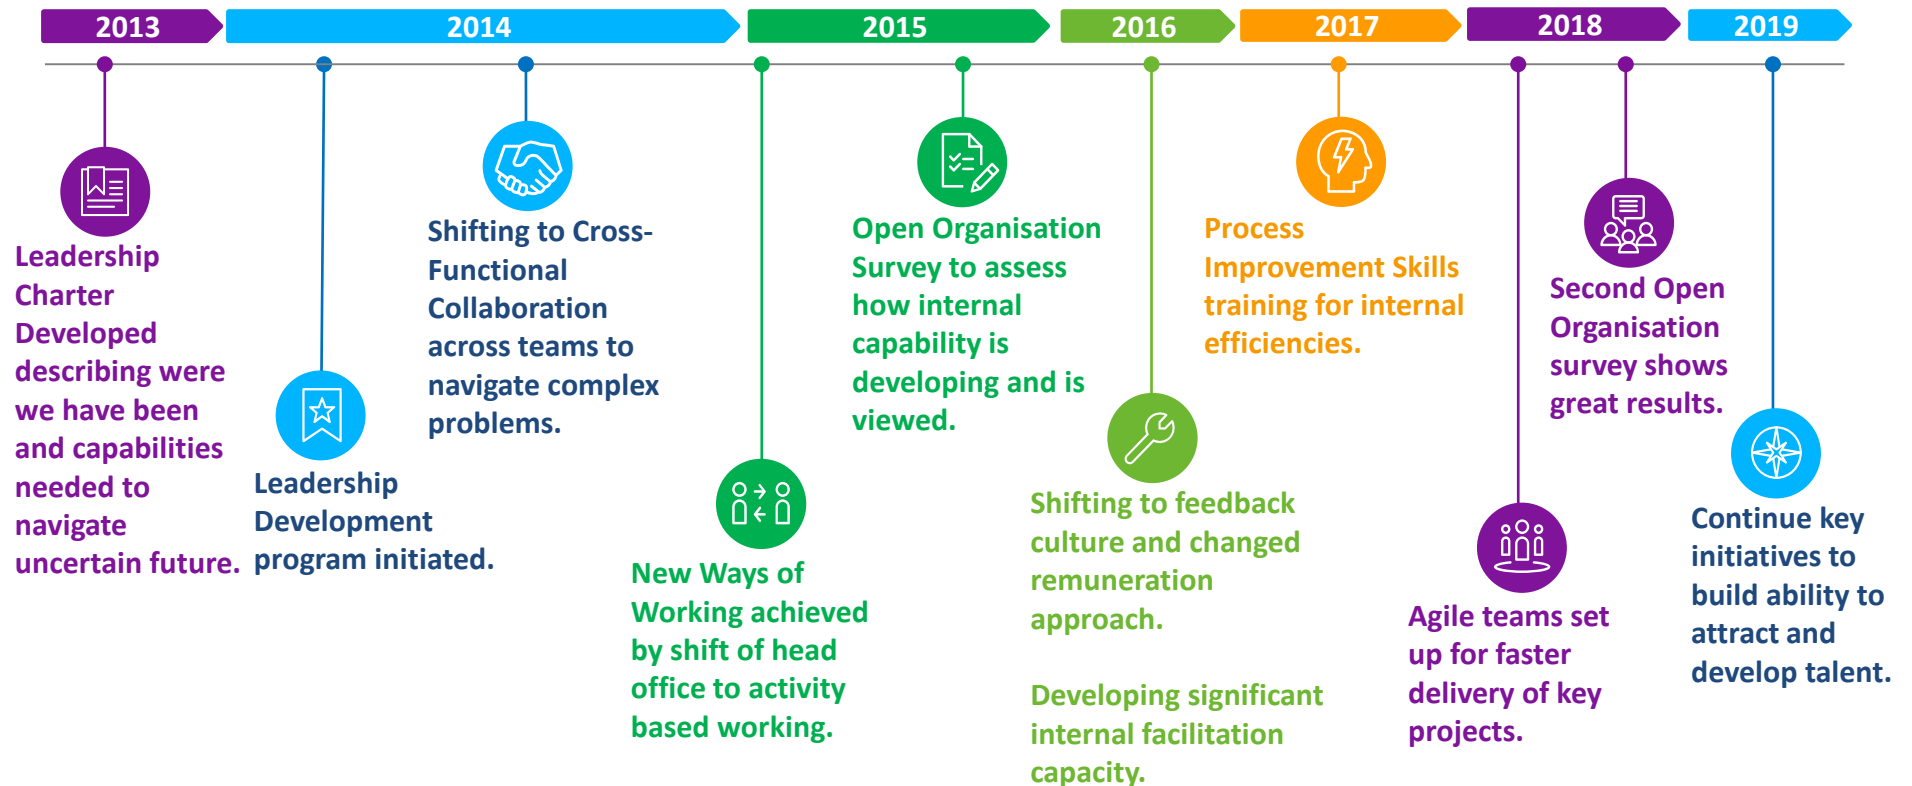 2013
2014
2015
2016
2017
2018
2019
Leadership
Charter
Developed
describing were
we have been
and capabilities
needed to
navigate
uncertain future.
Leadership
Development
program initiated.
Shifting to Cross-
Functional
Collaboration
across teams to
navigate complex
problems.
New Ways of
Working achieved
by shift of head
office to activity
based working.
Open Organisation
Survey to assess
how internal
capability is
developing and is
viewed.
Shifting to feedback
culture and changed
remuneration
approach.
Developing significant
internal facilitation
capacity.
Process
Improvement Skills
training for internal
efficiencies.
Agile teams set
up for faster
delivery of key
projects.
Second Open
Organisation
survey shows
great results.
Continue key
initiatives to
build ability to
attract and
develop talent.